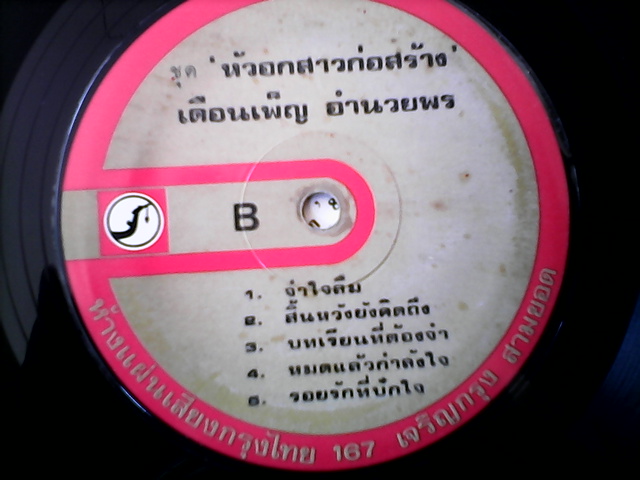 ชุด 'หัวอกสาวก่อสร้าง'
เดือนเพ็ญ อำนวยพร
B
1. จำใจลืม
2. สิ้นหวังยังคิดถึง
3. บทเรียนที่ต้องจำ
4. หมดแล้วกำลังใจ
5. รอยรักที่บักใจ
ห้างแผ่นเสียงกรุงไทย 167 เจริญกรุง สามยอด